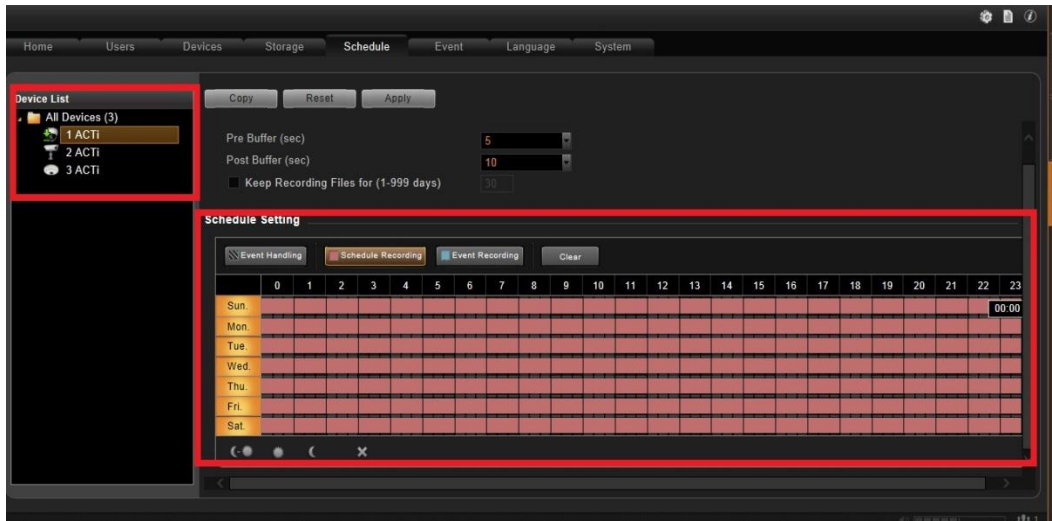 Home Users Devices Storage Schedule Event Language System
Device List
All Devices (3)
1 ACTi
2 ACTi
3 ACTi
Copy Reset Apply
Pre Buffer (sec) 5
Post Buffer (sec) 10
Keep Recording Files for (1-999 days) 30
Schedule Setting
Event Handling Schedule Recording Event Recording Clear
0 1 2 3 4 5 6 7 8 9 10 11 12 13 14 15 16 17 18 19 20 21 22 23
Sun.
00:00
Mon.
Tue.
Wed.
Thu.
Fri.
Sat.